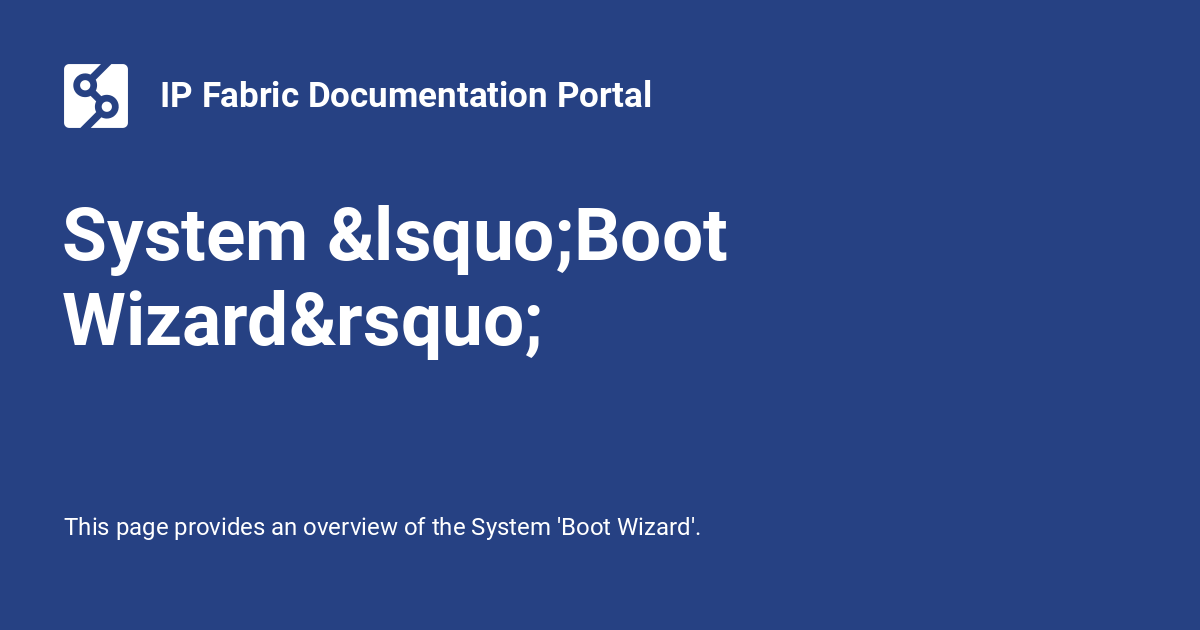 IP Fabric Documentation Portal
System &lsquo;Boot
Wizard&rsquo;
This page provides an overview of the System 'Boot Wizard'.